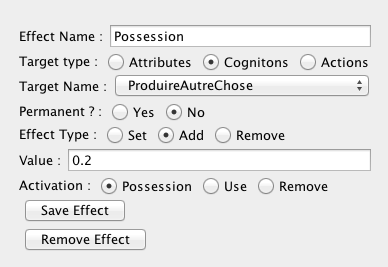 Effect Name : Possession
Target type : Attributes Cognitons Actions
Target Name : ProduireAutreChose
Permanent ? : Yes No
Effect Type : Set Add Remove
Value : 0.2
Activation : Possession Use Remove
Save Effect
Remove Effect